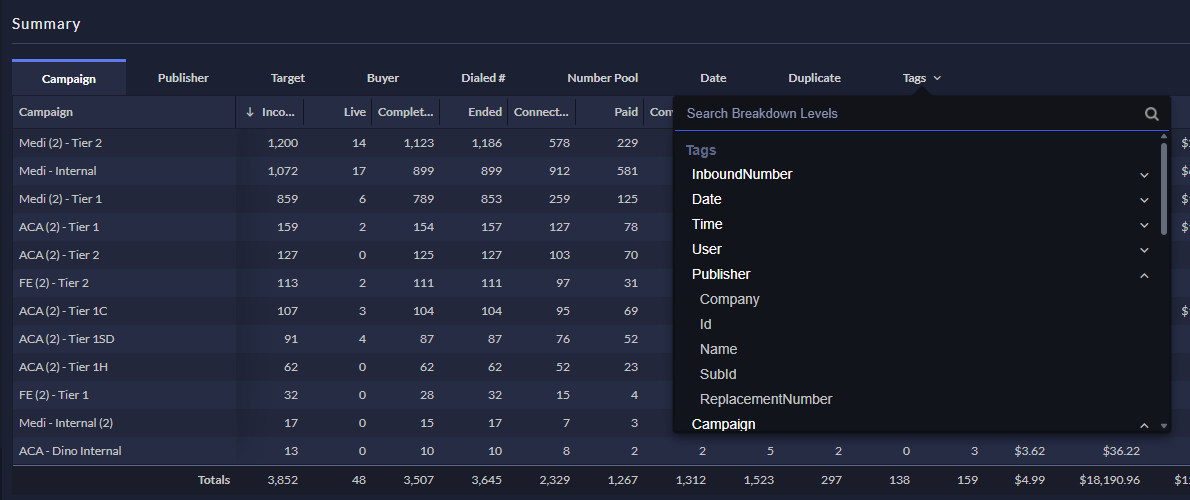 Summary
Campaign Publisher Target Buyer Dialed # Number Pool Date Duplicate Tags
Campaign Inco... Live Complet... Ended Connect... Paid
Search Breakdown Levels
Medi (2) - Tier 2 1,200 14 1,123 1,186 578 229
Tags
Medi - Internal 1,072 17 899 899 912 581
InboundNumber
Medi (2) - Tier 1 859 6 789 853 259 125
Date
ACA (2) - Tier 1 159 2 154 157 127 78
Time
ACA (2) - Tier 2 127 0 125 127 103 70
User
FE (2) - Tier 2 113 2 111 111 97 31
Publisher
ACA (2) - Tier 1C 107 3 104 104 95 69
Company
ACA (2) - Tier 1SD 91 4 87 87 76 52
Id
ACA (2) - Tier 1H 62 0 62 62 52 23
Name
SubId
FE (2) - Tier 1 32 0 28 32 15 4
ReplacementNumber
Medi - Internal (2) 17 0 15 17 7 3
Campaign
ACA - Dino Internal 13 0 10 10 8 2 2 5 2 0 3 $3.62 $36.22
Totals 3,852 48 3,507 3,645 2,329 1,267 1,312 1,523 297 138 159 $4.99 $18,190.96